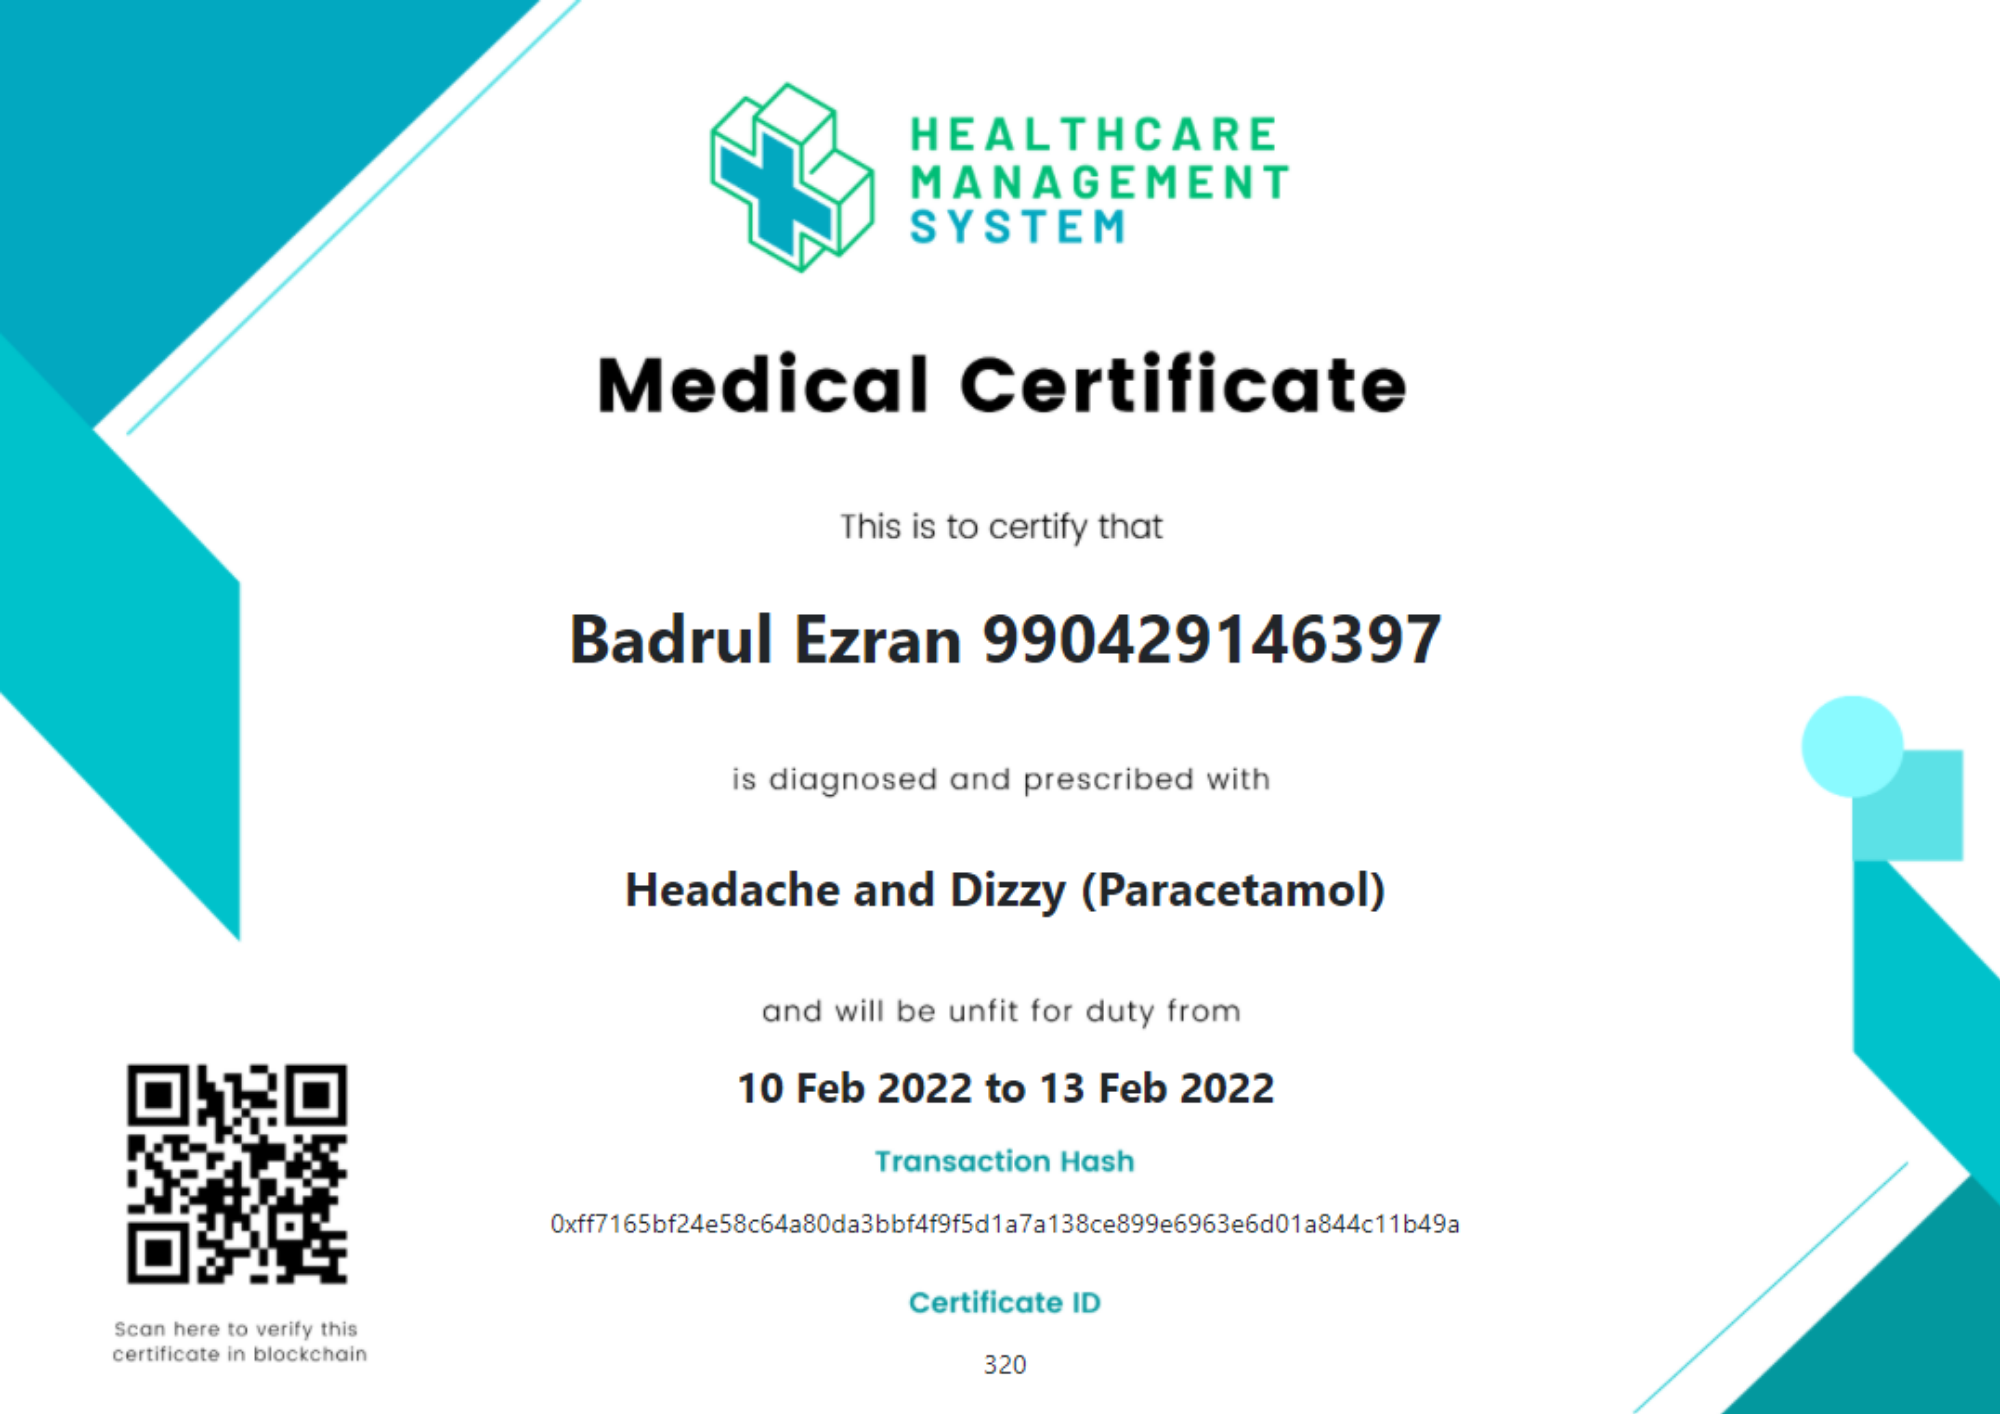 HEALTHCARE
MANAGEMENT
SYSTEM
Medical Certificate
This is to certify that
Badrul Ezran 990429146397
is diagnosed and prescribed with
Headache and Dizzy (Paracetamol)
and will be unfit for duty from
10 Feb 2022 to 13 Feb 2022
Transaction Hash
0xff7165bf24e58c64a80da3bbf4f9f5d1a7a138ce899e6963e6d01a844c11b49a
Certificate ID
320
Scan here to verify this
certificate in blockchain